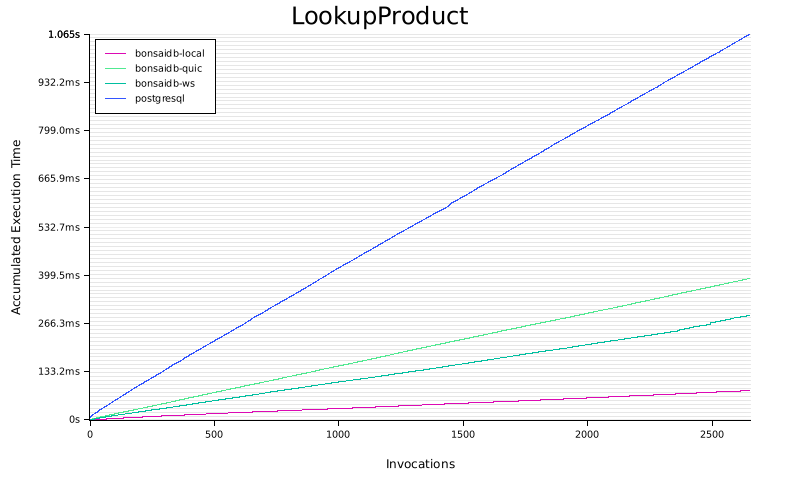 LookupProduct
1.065s
932.2ms
799.0ms
665.9ms
532.7ms
399.5ms
266.3ms
133.2ms
0s
Accumulated Execution Time
bonsaidb-local
bonsaidb-quic
bonsaidb-ws
postgresql
0
500
1000
1500
2000
2500
Invocations